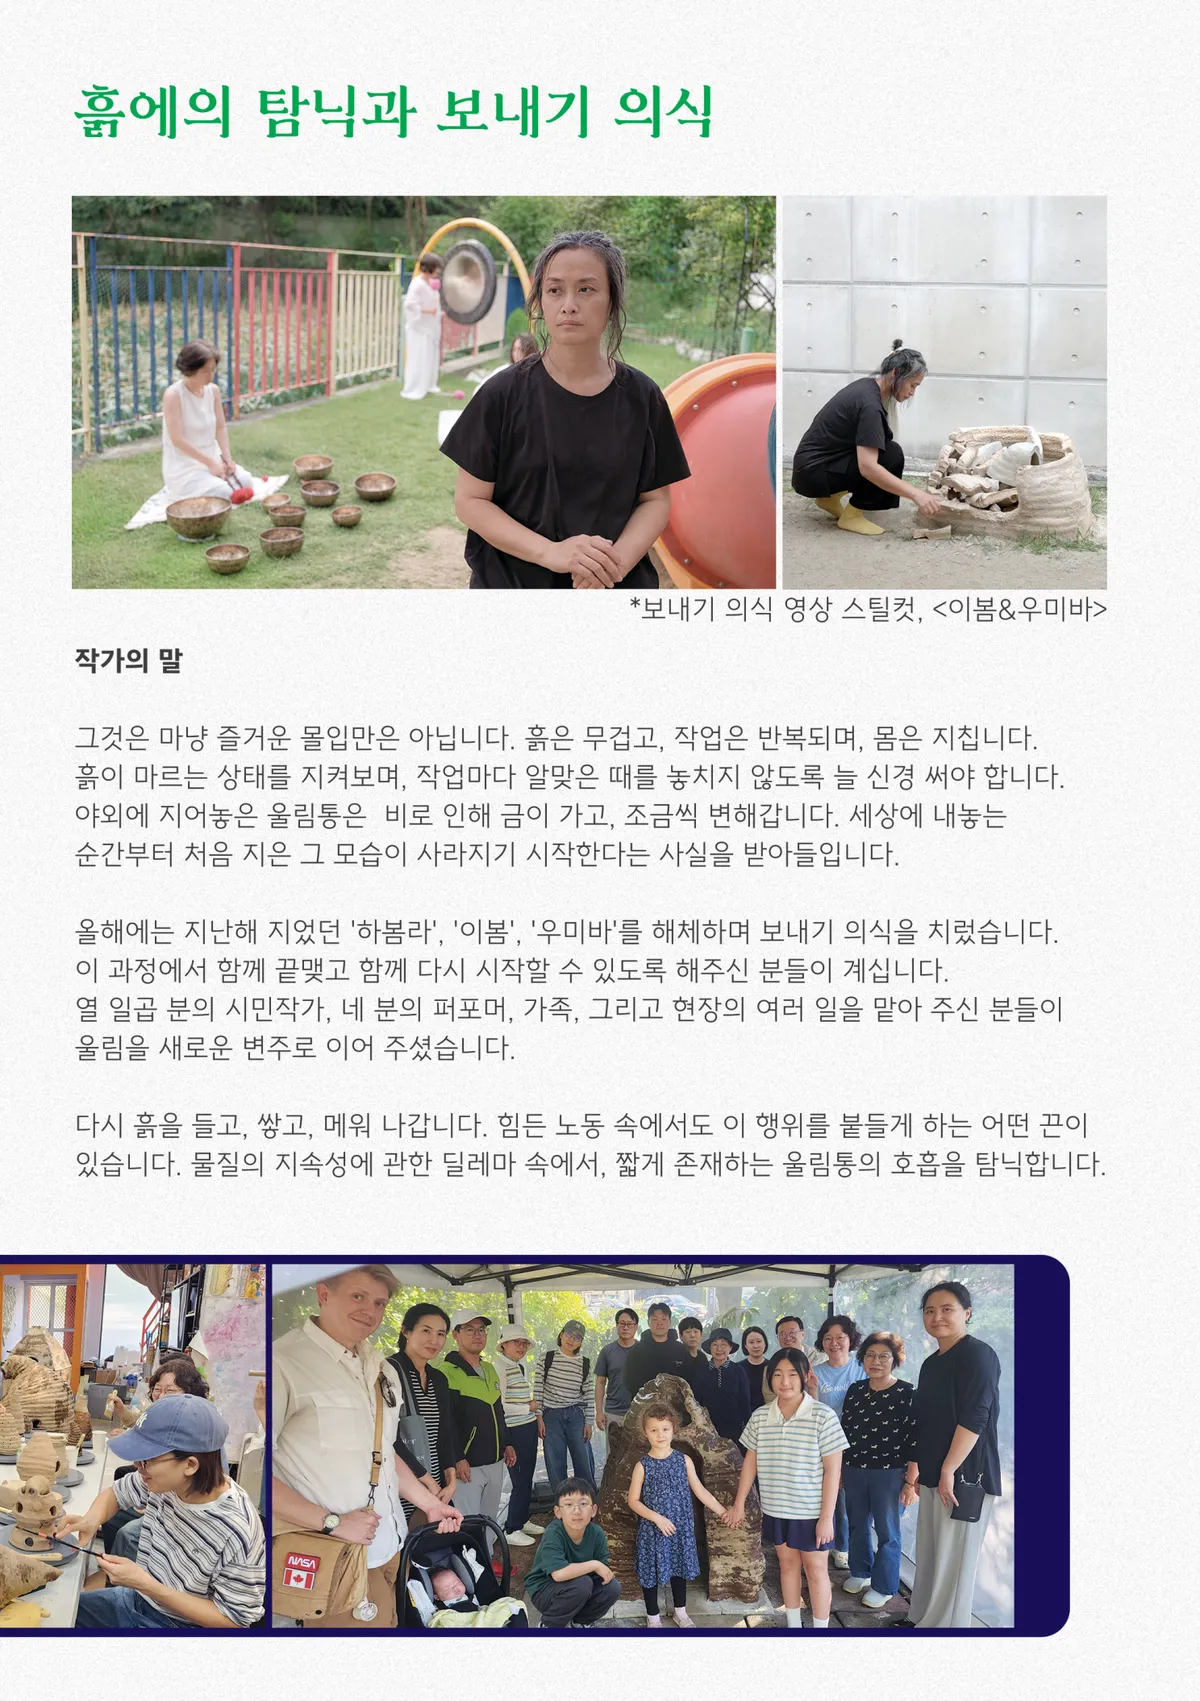 흙에의 탐닉과 보내기 의식
*보내기 의식 영상 스틸컷, <이봄&우미바>
작가의 말
그것은 마냥 즐거운 몰입만은 아닙니다. 흙은 무겁고, 작업은 반복되며, 몸은 지칩니다.
흙이 마르는 상태를 지켜보며, 작업마다 알맞은 때를 놓치지 않도록 늘 신경 써야 합니다.
야외에 지어놓은 울림통은 비로 인해 금이 가고, 조금씩 변해갑니다. 세상에 내놓는
순간부터 처음 지은 그 모습이 사라지기 시작한다는 사실을 받아들입니다.
올해에는 지난해 지었던 '하봄라', '이봄', '우미바'를 해체하며 보내기 의식을 치렀습니다.
이 과정에서 함께 끝맺고 함께 다시 시작할 수 있도록 해주신 분들이 계십니다.
열 일곱 분의 시민작가, 네 분의 퍼포머, 가족, 그리고 현장의 여러 일을 맡아 주신 분들이
울림을 새로운 변주로 이어 주셨습니다.
다시 흙을 들고, 쌓고, 메워 나갑니다. 힘든 노동 속에서도 이 행위를 붙들게 하는 어떤 끈이
있습니다. 물질의 지속성에 관한 딜레마 속에서, 짧게 존재하는 울림통의 호흡을 탐닉합니다.
NASA